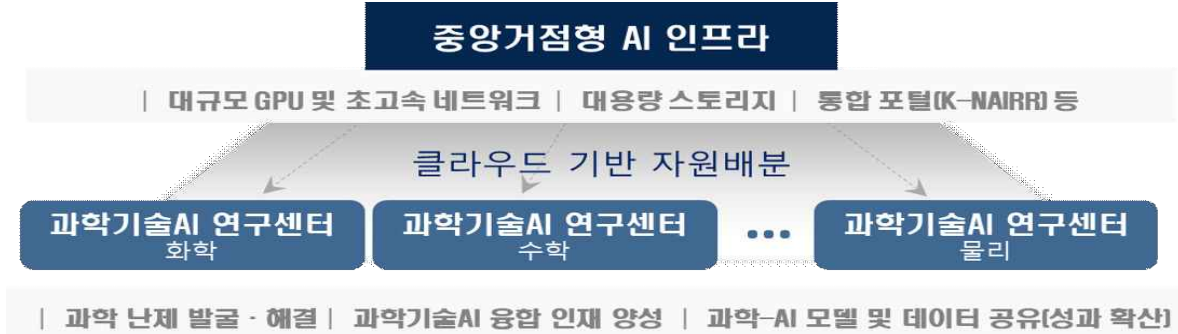 중앙거점형 AI 인프라
| 대규모 GPU 및 초고속 네트워크 | 대용량 스토리지 | 통합 포털(K-NAIRR) 등
클라우드 기반 자원배분
과학기술AI 연구센터
화학
과학기술AI 연구센터
수학
...
과학기술AI 연구센터
물리
| 과학 난제 발굴·해결 | 과학기술AI 융합 인재 양성 | 과학-AI 모델 및 데이터 공유(성과 확산)